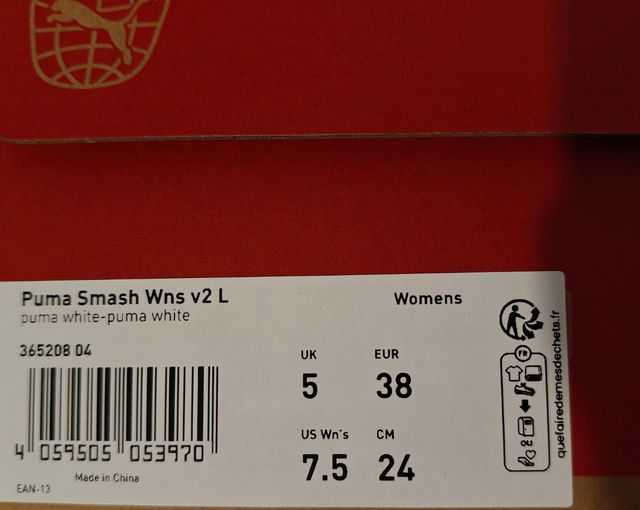 Puma Smash Wns v2 L
Womens
puma white-puma white
365208 04
UK
EUR
5
38
US Wn's
CM
7.5
24
4 059505 053970
Made in China
EAN-13
FR
quefairedemesdechets.fr